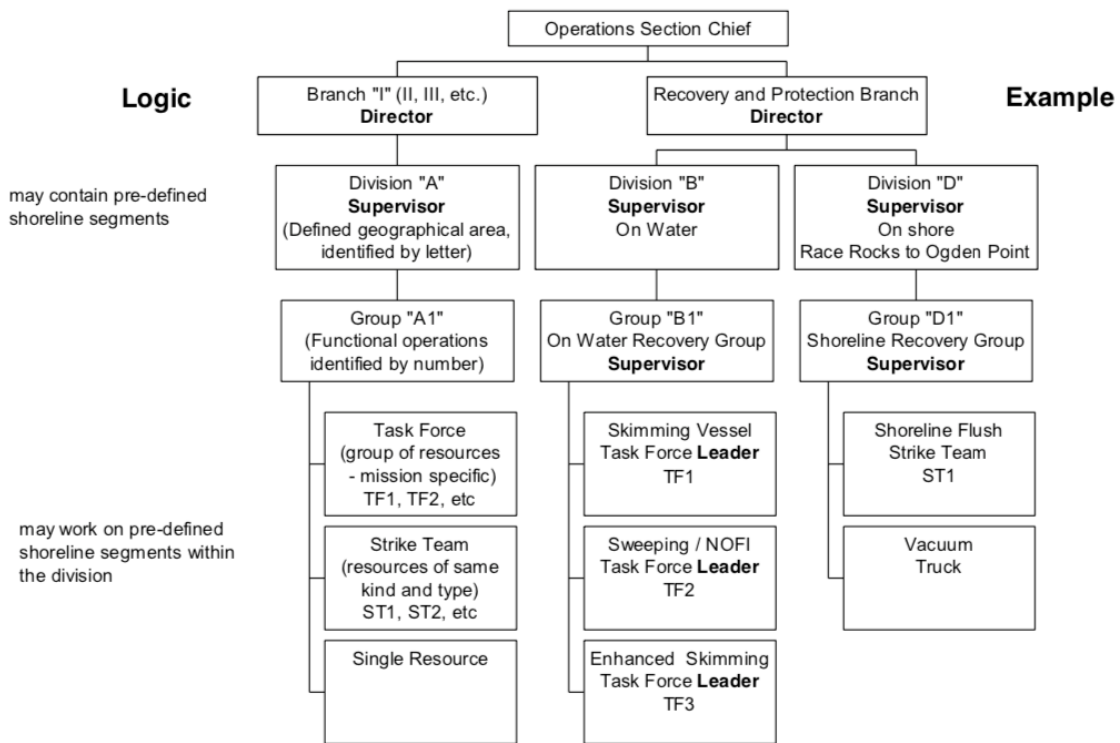 Operations Section Chief
Logic
Branch "I" (II, III, etc.)
Director
Recovery and Protection Branch
Director
Example
may contain pre-defined
shoreline segments
Division "A"
Supervisor
(Defined geographical area,
identified by letter)
Division "B"
Supervisor
On Water
Division "D"
Supervisor
On shore
Race Rocks to Ogden Point
Group "A1"
(Functional operations
identified by number)
Group "B1"
On Water Recovery Group
Supervisor
Group "D1"
Shoreline Recovery Group
Supervisor
may work on pre-defined
shoreline segments within
the division
Task Force
(group of resources
- mission specific)
TF1, TF2, etc
Skimming Vessel
Task Force Leader
TF1
Shoreline Flush
Strike Team
ST1
Strike Team
(resources of same
kind and type)
ST1, ST2, etc
Sweeping / NOFI
Task Force Leader
TF2
Vacuum
Truck
Single Resource
Enhanced Skimming
Task Force Leader
TF3